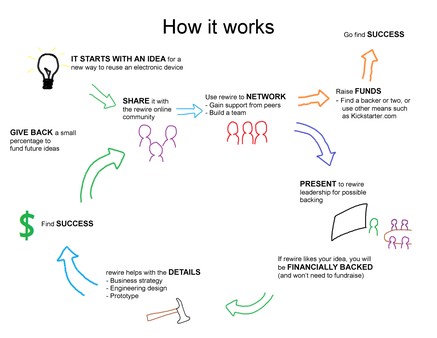 How it works
Go find SUCCESS
IT STARTS WITH AN IDEA for a
new way to reuse an electronic device
SHARE it with
the rewire online
community
Use rewire to NETWORK
- Gain support from peers
- Build a team
Raise FUNDS
- Find a backer or two, or
use other means such
as Kickstarter.com
GIVE BACK a small
percentage to
fund future ideas
PRESENT to rewire
leadership for possible
backing
$
Find SUCCESS
If rewire likes your idea, you will
be FINANCIALLY BACKED
(and won't need to fundraise)
rewire helps with the DETAILS
- Business strategy
- Engineering design
- Prototype